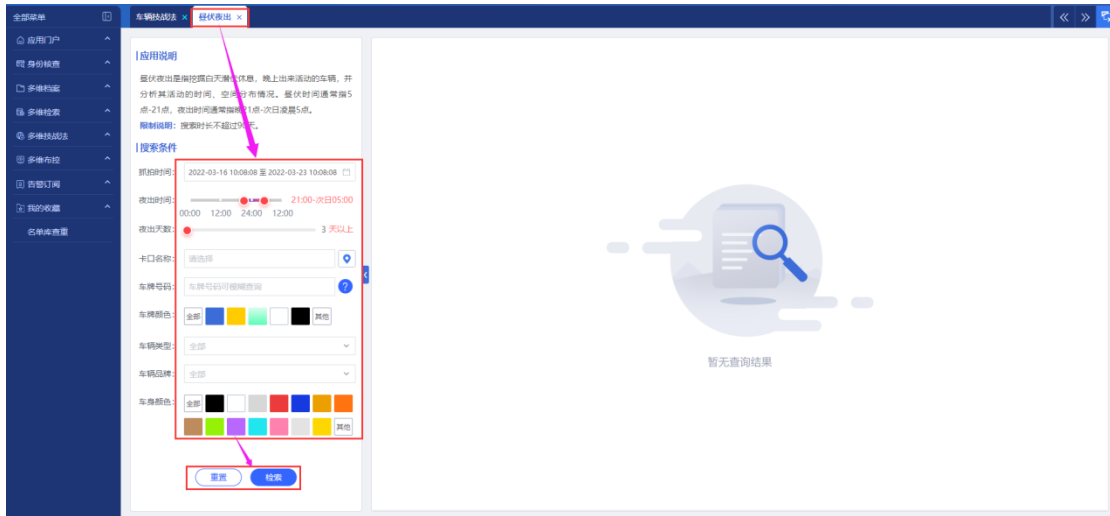 全部菜单
车辆技战法 ×
昼伏夜出 ×
应用门户
身份核查
多维档案
多维检索
多维技战法
多维布控
告警订阅
我的收藏
名单库查重
应用说明
昼伏夜出是指挖掘白天潜伏休息，晚上出来活动的车辆，并
分析其活动的时间，空间分布情况。昼伏时间通常指5
点-21点，夜出时间通常指晚21点-次日凌晨5点。
限制说明：搜索时长不超过90天。
搜索条件
抓拍时间： 2022-03-16 10:08:08 至 2022-03-23 10:08:08
夜出时间： 21:00-次日05:00
00:00 12:00 24:00 12:00
夜出天数： 3 天以上
卡口名称： 请选择
车牌号码： 车牌号码可模糊查询 ?
车牌颜色： 全部 其他
车辆类型： 全部
车辆品牌： 全部
车身颜色： 全部
其他
重置 检索
暂无查询结果